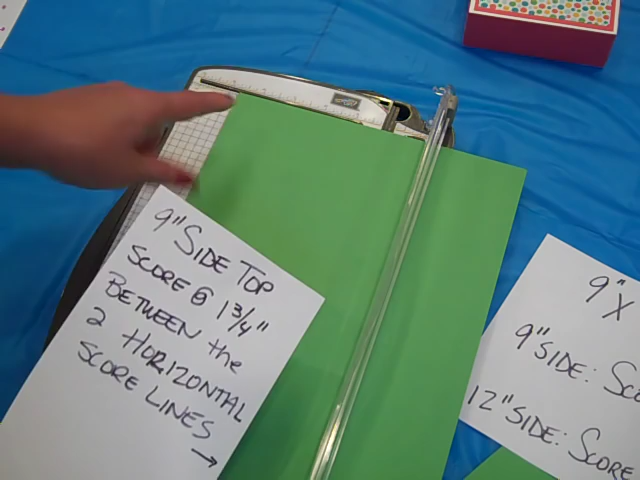 9" SIDE TOP
SCORE @ 1 3/4"
BETWEEN the
2 HORIZONTAL
SCORE LINES
→
9" X
9" SIDE:
12" SIDE: SCORE